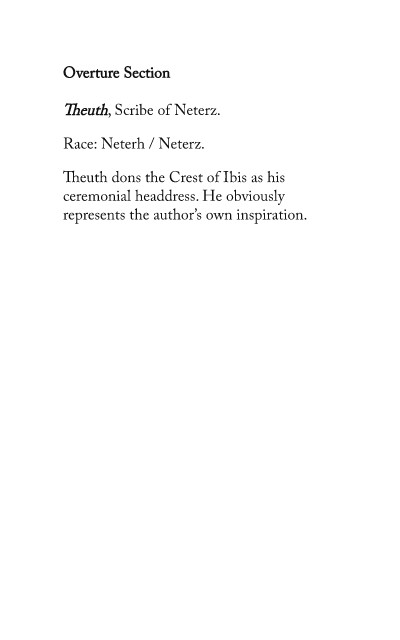 Overture Section
Theuth, Scribe of Neterz.
Race: Neterh / Neterz.
Theuth dons the Crest of Ibis as his
ceremonial headdress. He obviously
represents the author’s own inspiration.